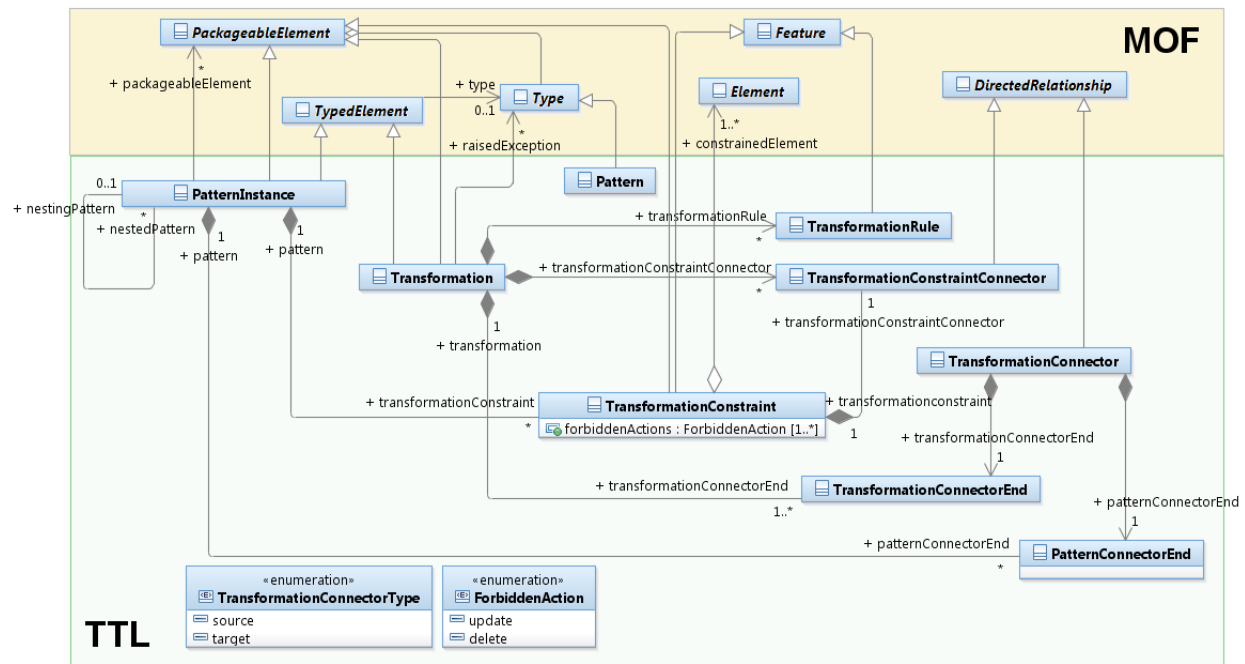 PackageableElement
Feature
MOF
*
+ packageableElement
+ type
Type
0..1
Element
DirectedRelationship
TypedElement
*
+ raisedException
1..*
+ constrainedElement
Pattern
0..1
PatternInstance
+ nestingPattern
*
+ nestedPattern
1
+ pattern
1
+ pattern
+ transformationRule
*
TransformationRule
Transformation
+ transformationConstraintConnector
*
TransformationConstraintConnector
1
+ transformation
1
+ transformationConstraintConnector
TransformationConnector
+ transformationConstraint
*
TransformationConstraint
forbiddenActions : ForbiddenAction [1..*]
+ transformationconstraint
1
+ transformationConnectorEnd
1
+ transformationConnectorEnd
1..*
TransformationConnectorEnd
+ patternConnectorEnd
1
+ patternConnectorEnd
*
PatternConnectorEnd
«enumeration»
TransformationConnectorType
source
target
«enumeration»
ForbiddenAction
update
delete
TTL